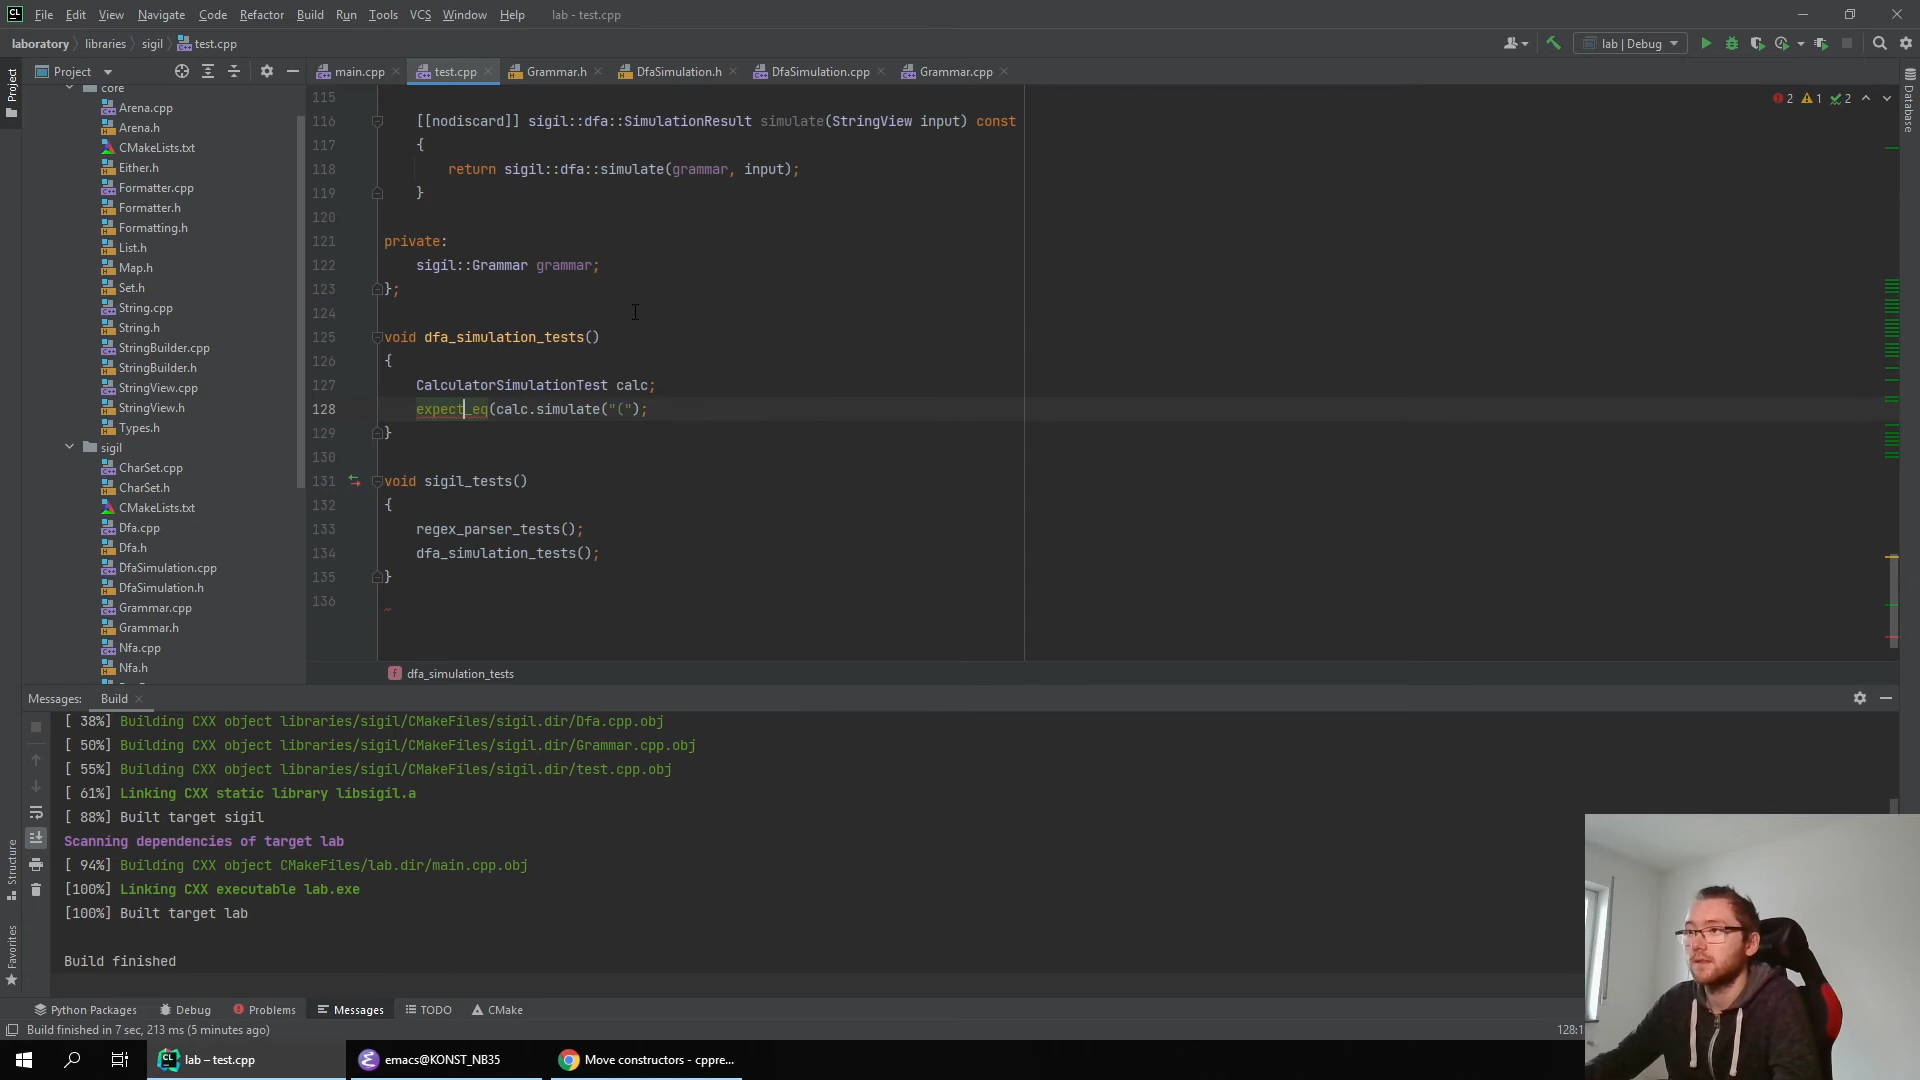 CL File Edit View Navigate Code Refactor Build Run Tools VCS Window Help lab - test.cpp
laboratory libraries sigil test.cpp lab | Debug
Project main.cpp test.cpp Grammar.h DfaSimulation.h DfaSimulation.cpp Grammar.cpp
Project
Structure
Favorites
Database
core
Arena.cpp
Arena.h
CMakeLists.txt
Either.h
Formatter.cpp
Formatter.h
Formatting.h
List.h
Map.h
Set.h
String.cpp
String.h
StringBuilder.cpp
StringBuilder.h
StringView.cpp
StringView.h
Types.h
sigil
CharSet.cpp
CharSet.h
CMakeLists.txt
Dfa.cpp
Dfa.h
DfaSimulation.cpp
DfaSimulation.h
Grammar.cpp
Grammar.h
Nfa.cpp
Nfa.h
2 1 2
115
116 [[nodiscard]] sigil::dfa::SimulationResult simulate(StringView input) const
117 {
118 return sigil::dfa::simulate(grammar, input);
119 }
120
121 private:
122 sigil::Grammar grammar;
123 };
124
125 void dfa_simulation_tests()
126 {
127 CalculatorSimulationTest calc;
128 expect_eq(calc.simulate("(");
129 }
130
131 void sigil_tests()
132 {
133 regex_parser_tests();
134 dfa_simulation_tests();
135 }
136
f dfa_simulation_tests
Messages: Build
[ 38%] Building CXX object libraries/sigil/CMakeFiles/sigil.dir/Dfa.cpp.obj
[ 50%] Building CXX object libraries/sigil/CMakeFiles/sigil.dir/Grammar.cpp.obj
[ 55%] Building CXX object libraries/sigil/CMakeFiles/sigil.dir/test.cpp.obj
[ 61%] Linking CXX static library libsigil.a
[ 88%] Built target sigil
Scanning dependencies of target lab
[ 94%] Building CXX object CMakeFiles/lab.dir/main.cpp.obj
[100%] Linking CXX executable lab.exe
[100%] Built target lab
Build finished
Python Packages Debug Problems Messages TODO CMake
Build finished in 7 sec, 213 ms (5 minutes ago) 128:1
CL lab – test.cpp emacs@KONST_NB35 Move constructors - cppre...